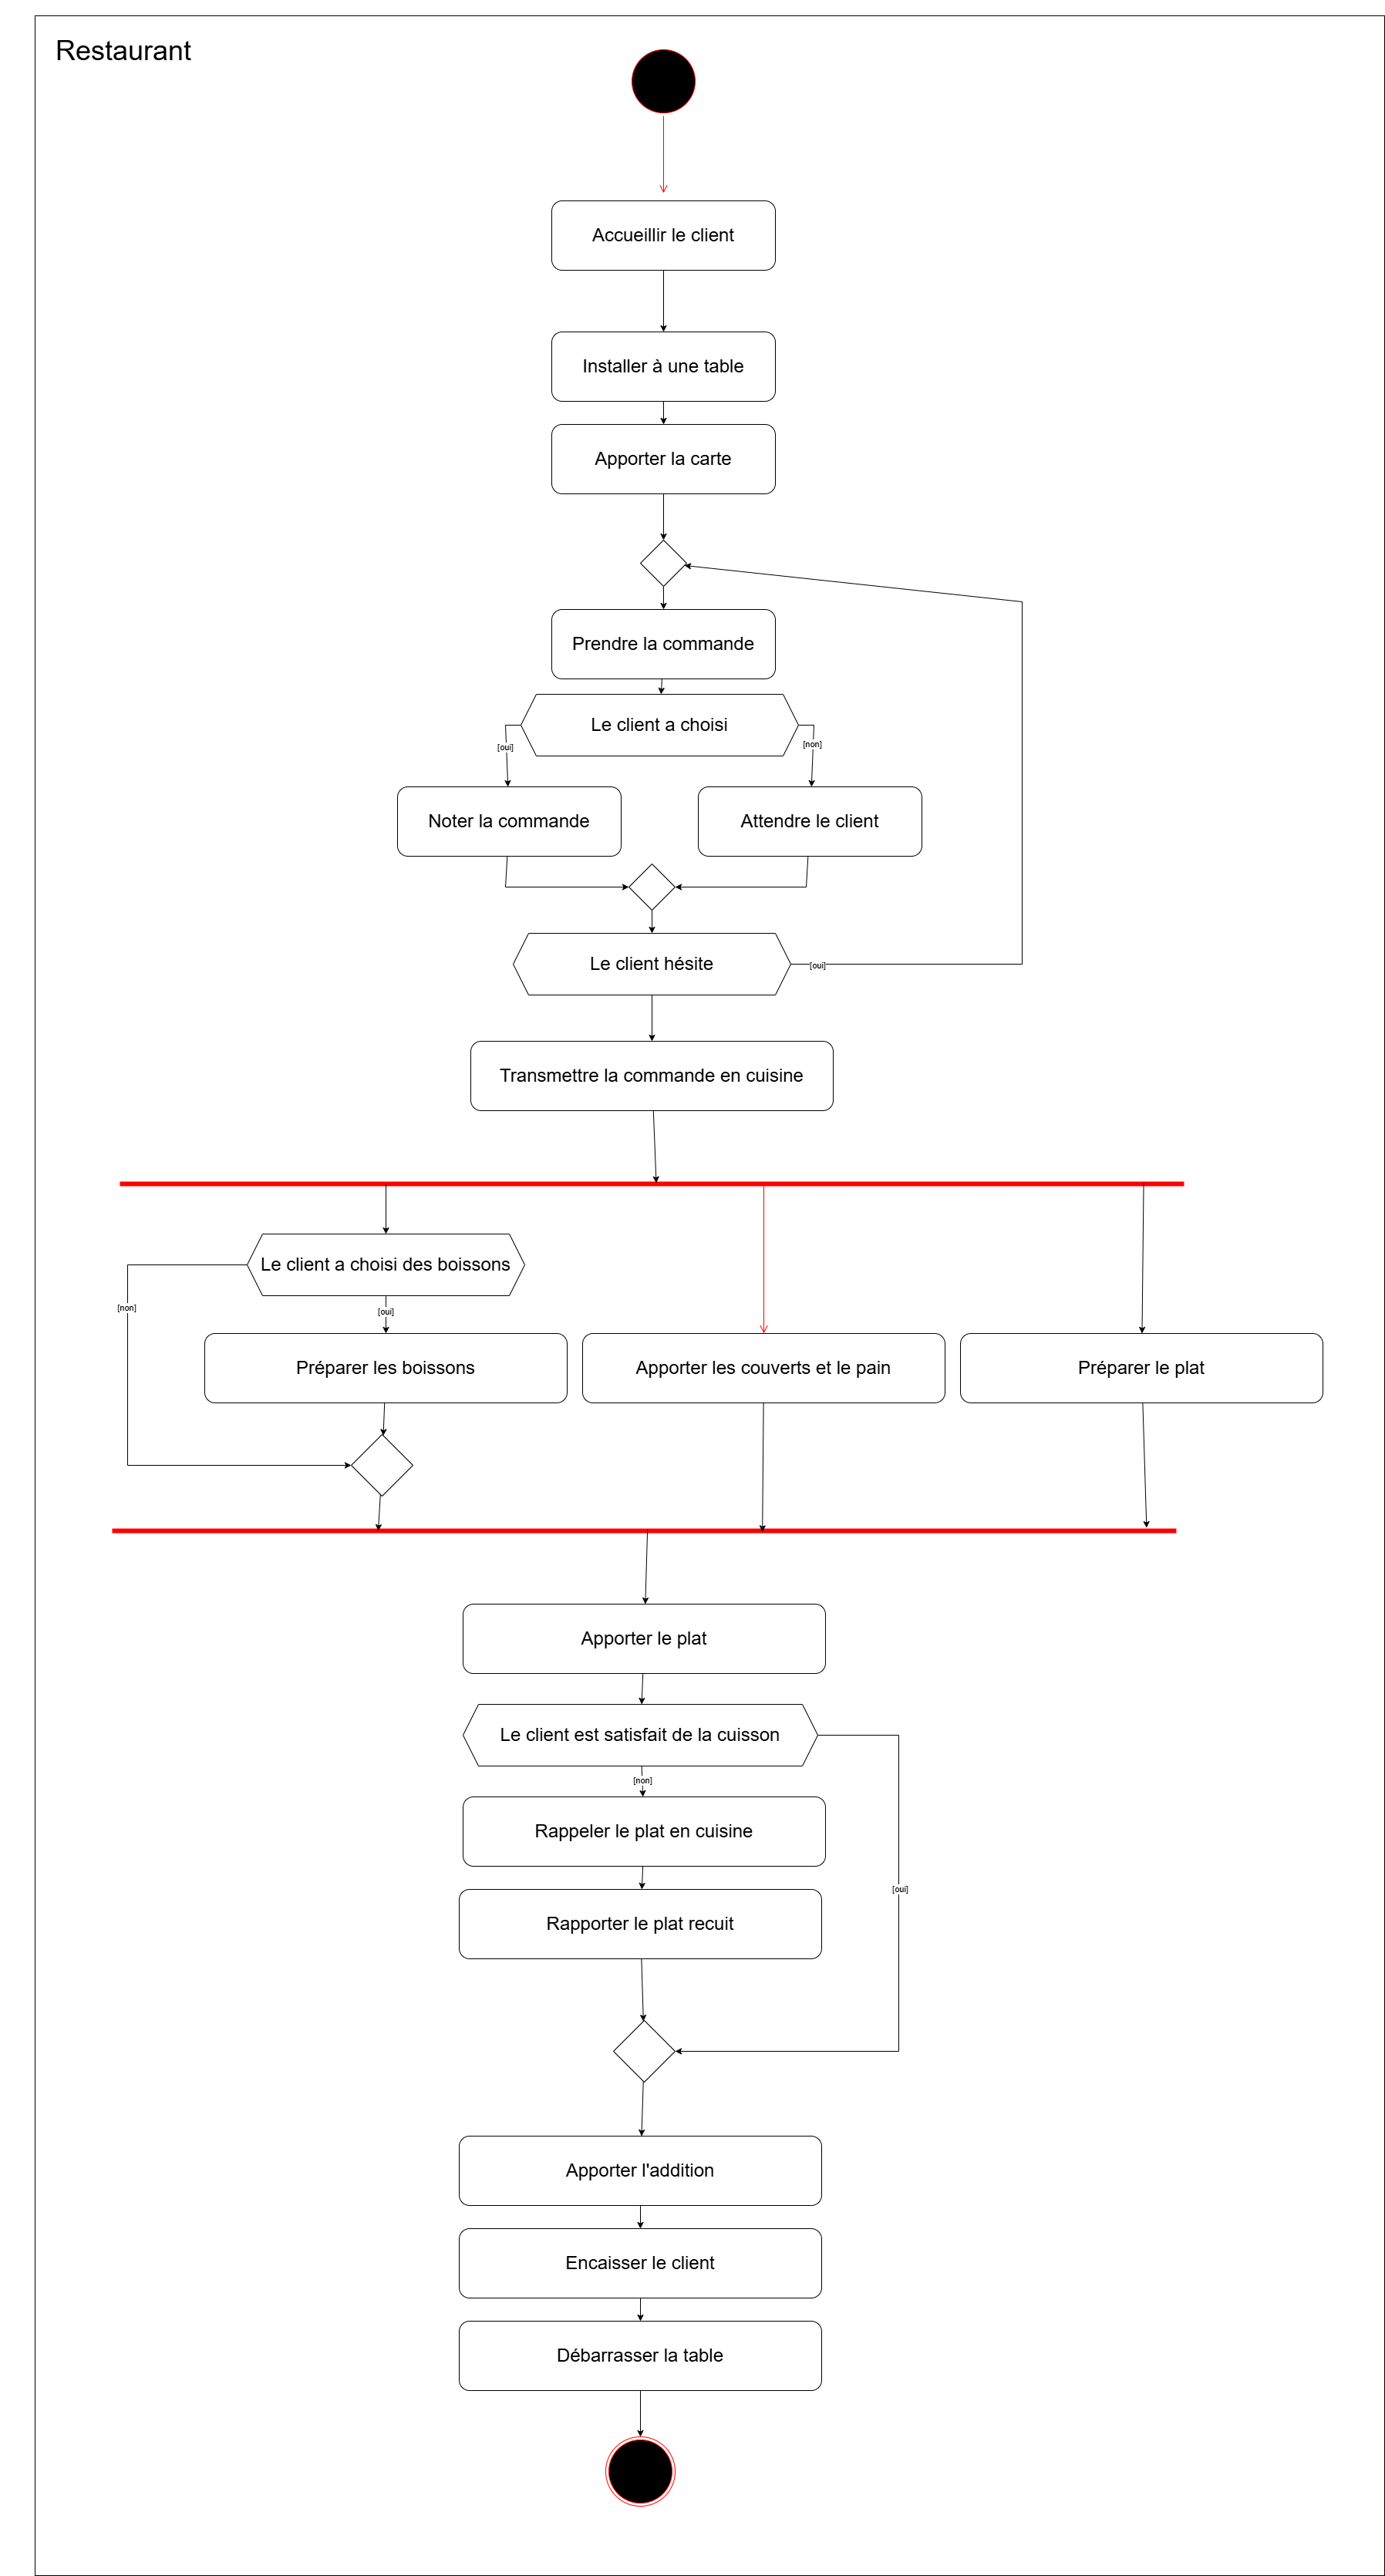 Restaurant
Accueillir le client
Installer à une table
Apporter la carte
Prendre la commande
Le client a choisi
[oui]
[non]
Noter la commande
Attendre le client
Le client hésite
[oui]
Transmettre la commande en cuisine
Le client a choisi des boissons
[non]
[oui]
Préparer les boissons
Apporter les couverts et le pain
Préparer le plat
Apporter le plat
Le client est satisfait de la cuisson
[non]
Rappeler le plat en cuisine
[oui]
Rapporter le plat recuit
Apporter l'addition
Encaisser le client
Débarrasser la table